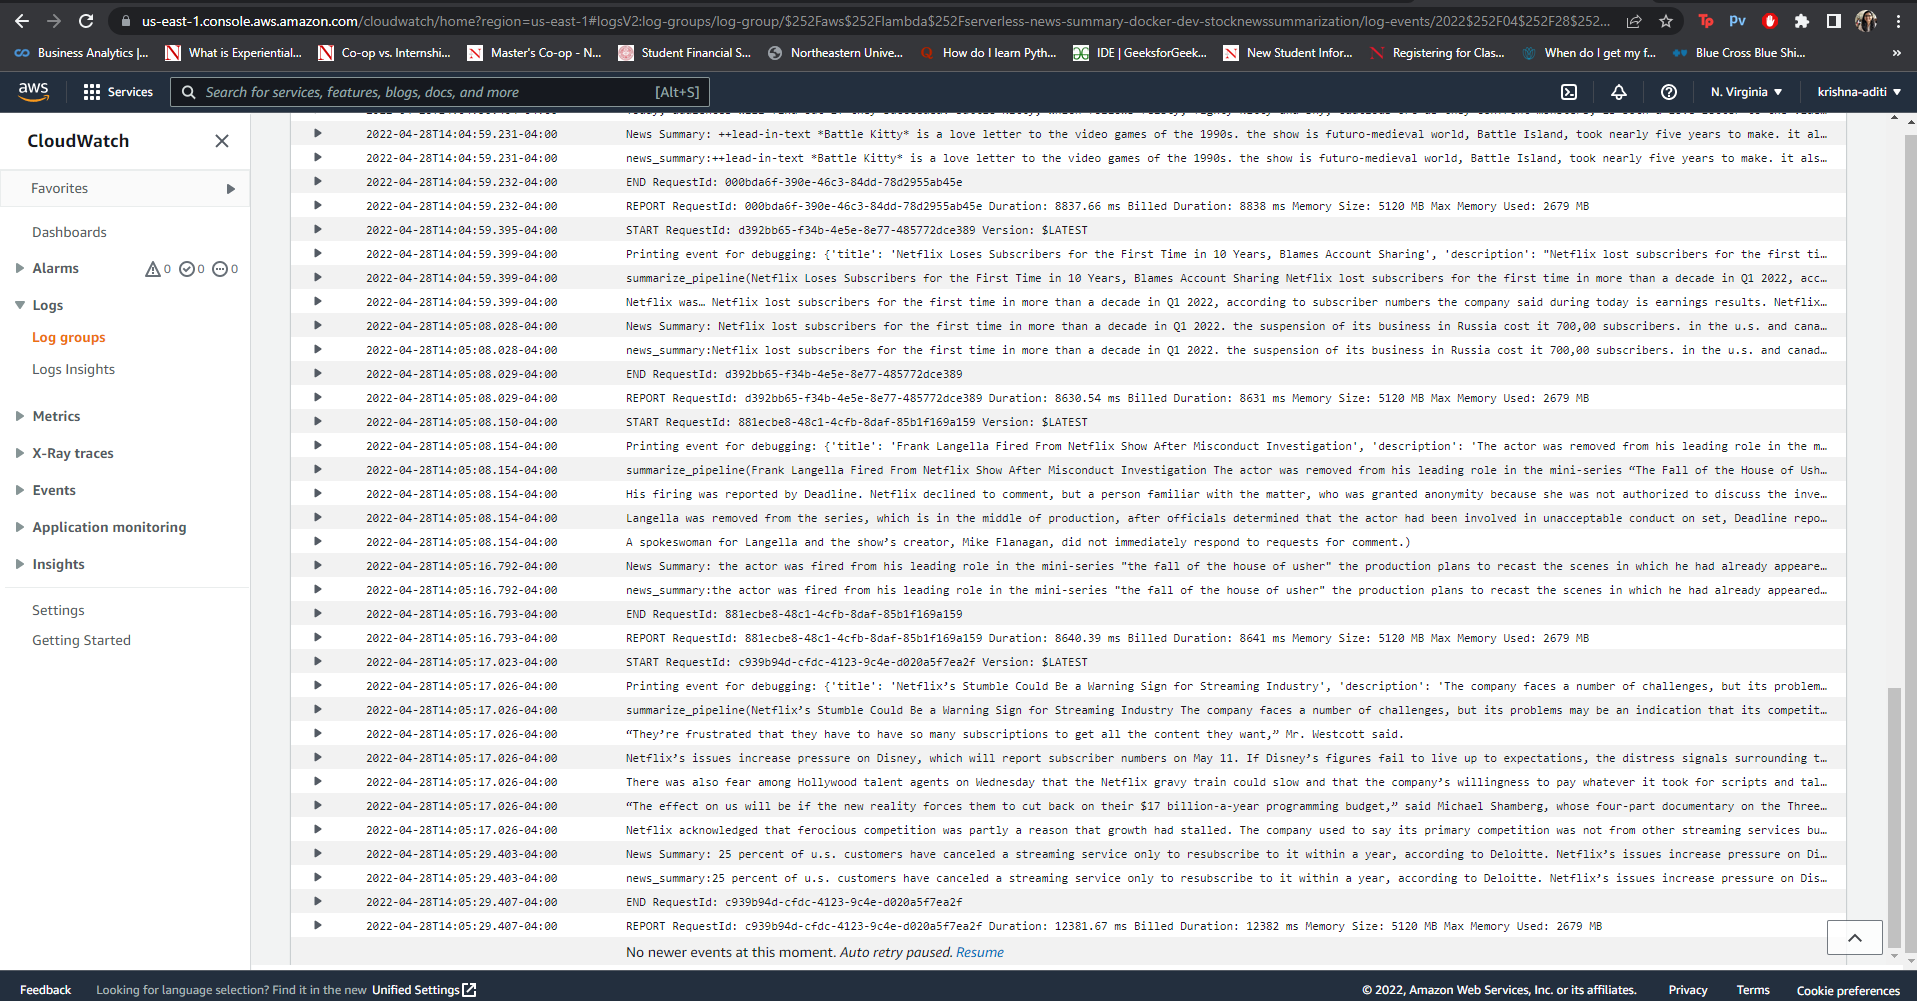 us-east-1.console.aws.amazon.com/cloudwatch/home?region=us-east-1#logsV2:log-groups/log-group/$252Faws$252Flambda$252Fserverless-news-summary-docker-dev-stocknewssummarization/log-events/2022$252F04$252F28$252...
Business Analytics |... What is Experiential... Co-op vs. Internshi... Master's Co-op - N... Student Financial S... Northeastern Unive... How do I learn Pyth... IDE | GeeksforGeek... New Student Infor... Registering for Clas... When do I get my f... Blue Cross Blue Shi... »
aws Services Search for services, features, blogs, docs, and more [Alt+S] N. Virginia krishna-aditi
CloudWatch
Favorites
Dashboards
Alarms 0 0 0
Logs
Log groups
Logs Insights
Metrics
X-Ray traces
Events
Application monitoring
Insights
Settings
Getting Started
2022-04-28T14:04:59.231-04:00 News Summary: ++lead-in-text *Battle Kitty* is a love letter to the video games of the 1990s. the show is futuro-medieval world, Battle Island, took nearly five years to make. it al…
2022-04-28T14:04:59.231-04:00 news_summary:++lead-in-text *Battle Kitty* is a love letter to the video games of the 1990s. the show is futuro-medieval world, Battle Island, took nearly five years to make. it als…
2022-04-28T14:04:59.232-04:00 END RequestId: 000bda6f-390e-46c3-84dd-78d2955ab45e
2022-04-28T14:04:59.232-04:00 REPORT RequestId: 000bda6f-390e-46c3-84dd-78d2955ab45e Duration: 8837.66 ms Billed Duration: 8838 ms Memory Size: 5120 MB Max Memory Used: 2679 MB
2022-04-28T14:04:59.395-04:00 START RequestId: d392bb65-f34b-4e5e-8e77-485772dce389 Version: $LATEST
2022-04-28T14:04:59.399-04:00 Printing event for debugging: {'title': 'Netflix Loses Subscribers for the First Time in 10 Years, Blames Account Sharing', 'description': "Netflix lost subscribers for the first ti…
2022-04-28T14:04:59.399-04:00 summarize_pipeline(Netflix Loses Subscribers for the First Time in 10 Years, Blames Account Sharing Netflix lost subscribers for the first time in more than a decade in Q1 2022, acc…
2022-04-28T14:04:59.399-04:00 Netflix was… Netflix lost subscribers for the first time in more than a decade in Q1 2022, according to subscriber numbers the company said during today is earnings results. Netflix…
2022-04-28T14:05:08.028-04:00 News Summary: Netflix lost subscribers for the first time in more than a decade in Q1 2022. the suspension of its business in Russia cost it 700,00 subscribers. in the u.s. and cana…
2022-04-28T14:05:08.028-04:00 news_summary:Netflix lost subscribers for the first time in more than a decade in Q1 2022. the suspension of its business in Russia cost it 700,00 subscribers. in the u.s. and canad…
2022-04-28T14:05:08.029-04:00 END RequestId: d392bb65-f34b-4e5e-8e77-485772dce389
2022-04-28T14:05:08.029-04:00 REPORT RequestId: d392bb65-f34b-4e5e-8e77-485772dce389 Duration: 8630.54 ms Billed Duration: 8631 ms Memory Size: 5120 MB Max Memory Used: 2679 MB
2022-04-28T14:05:08.150-04:00 START RequestId: 881ecbe8-48c1-4cfb-8daf-85b1f169a159 Version: $LATEST
2022-04-28T14:05:08.154-04:00 Printing event for debugging: {'title': 'Frank Langella Fired From Netflix Show After Misconduct Investigation', 'description': 'The actor was removed from his leading role in the m…
2022-04-28T14:05:08.154-04:00 summarize_pipeline(Frank Langella Fired From Netflix Show After Misconduct Investigation The actor was removed from his leading role in the mini-series “The Fall of the House of Ush…
2022-04-28T14:05:08.154-04:00 His firing was reported by Deadline. Netflix declined to comment, but a person familiar with the matter, who was granted anonymity because she was not authorized to discuss the inve…
2022-04-28T14:05:08.154-04:00 Langella was removed from the series, which is in the middle of production, after officials determined that the actor had been involved in unacceptable conduct on set, Deadline repo…
2022-04-28T14:05:08.154-04:00 A spokeswoman for Langella and the show’s creator, Mike Flanagan, did not immediately respond to requests for comment.)
2022-04-28T14:05:16.792-04:00 News Summary: the actor was fired from his leading role in the mini-series "the fall of the house of usher" the production plans to recast the scenes in which he had already appeare…
2022-04-28T14:05:16.792-04:00 news_summary:the actor was fired from his leading role in the mini-series "the fall of the house of usher" the production plans to recast the scenes in which he had already appeared…
2022-04-28T14:05:16.793-04:00 END RequestId: 881ecbe8-48c1-4cfb-8daf-85b1f169a159
2022-04-28T14:05:16.793-04:00 REPORT RequestId: 881ecbe8-48c1-4cfb-8daf-85b1f169a159 Duration: 8640.39 ms Billed Duration: 8641 ms Memory Size: 5120 MB Max Memory Used: 2679 MB
2022-04-28T14:05:17.023-04:00 START RequestId: c939b94d-cfdc-4123-9c4e-d020a5f7ea2f Version: $LATEST
2022-04-28T14:05:17.026-04:00 Printing event for debugging: {'title': 'Netflix’s Stumble Could Be a Warning Sign for Streaming Industry', 'description': 'The company faces a number of challenges, but its problem…
2022-04-28T14:05:17.026-04:00 summarize_pipeline(Netflix’s Stumble Could Be a Warning Sign for Streaming Industry The company faces a number of challenges, but its problems may be an indication that its competit…
2022-04-28T14:05:17.026-04:00 “They’re frustrated that they have to have so many subscriptions to get all the content they want,” Mr. Westcott said.
2022-04-28T14:05:17.026-04:00 Netflix’s issues increase pressure on Disney, which will report subscriber numbers on May 11. If Disney’s figures fail to live up to expectations, the distress signals surrounding t…
2022-04-28T14:05:17.026-04:00 There was also fear among Hollywood talent agents on Wednesday that the Netflix gravy train could slow and that the company’s willingness to pay whatever it took for scripts and tal…
2022-04-28T14:05:17.026-04:00 “The effect on us will be if the new reality forces them to cut back on their $17 billion-a-year programming budget,” said Michael Shamberg, whose four-part documentary on the Three…
2022-04-28T14:05:17.026-04:00 Netflix acknowledged that ferocious competition was partly a reason that growth had stalled. The company used to say its primary competition was not from other streaming services bu…
2022-04-28T14:05:29.403-04:00 News Summary: 25 percent of u.s. customers have canceled a streaming service only to resubscribe to it within a year, according to Deloitte. Netflix’s issues increase pressure on Di…
2022-04-28T14:05:29.403-04:00 news_summary:25 percent of u.s. customers have canceled a streaming service only to resubscribe to it within a year, according to Deloitte. Netflix’s issues increase pressure on Dis…
2022-04-28T14:05:29.407-04:00 END RequestId: c939b94d-cfdc-4123-9c4e-d020a5f7ea2f
2022-04-28T14:05:29.407-04:00 REPORT RequestId: c939b94d-cfdc-4123-9c4e-d020a5f7ea2f Duration: 12381.67 ms Billed Duration: 12382 ms Memory Size: 5120 MB Max Memory Used: 2679 MB
No newer events at this moment. Auto retry paused. Resume
Feedback Looking for language selection? Find it in the new Unified Settings © 2022, Amazon Web Services, Inc. or its affiliates. Privacy Terms Cookie preferences